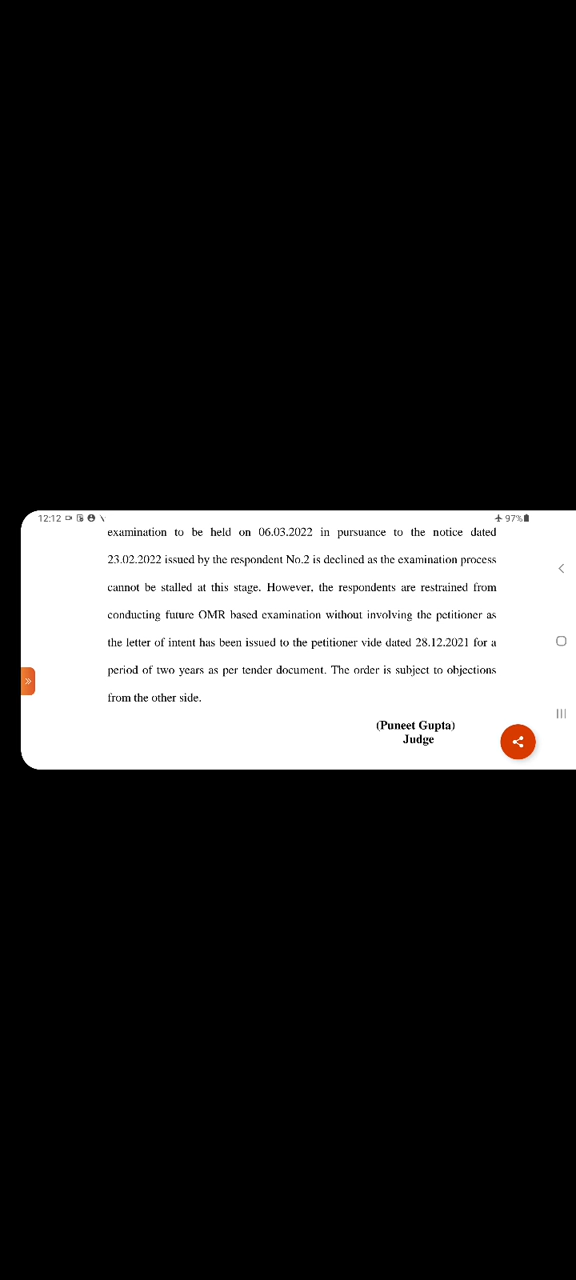 12:12
97%
examination to be held on 06.03.2022 in pursuance to the notice dated
23.02.2022 issued by the respondent No.2 is declined as the examination process
cannot be stalled at this stage. However, the respondents are restrained from
conducting future OMR based examination without involving the petitioner as
the letter of intent has been issued to the petitioner vide dated 28.12.2021 for a
period of two years as per tender document. The order is subject to objections
from the other side.
(Puneet Gupta)
Judge